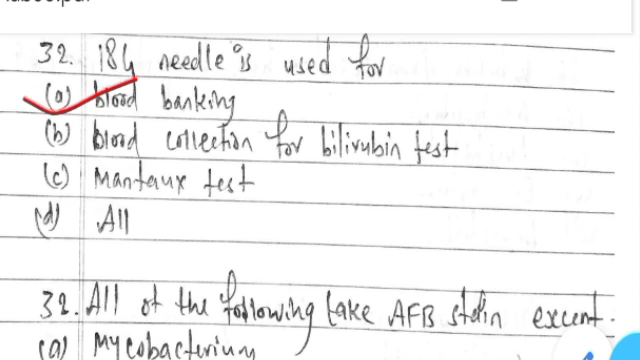 32. 18G needle is used for
(a) blood banking
(b) blood collection for bilirubin test
(c) Mantaux test
(d) All
32. All of the following take AFB stain except.
(a) Mycobacterium